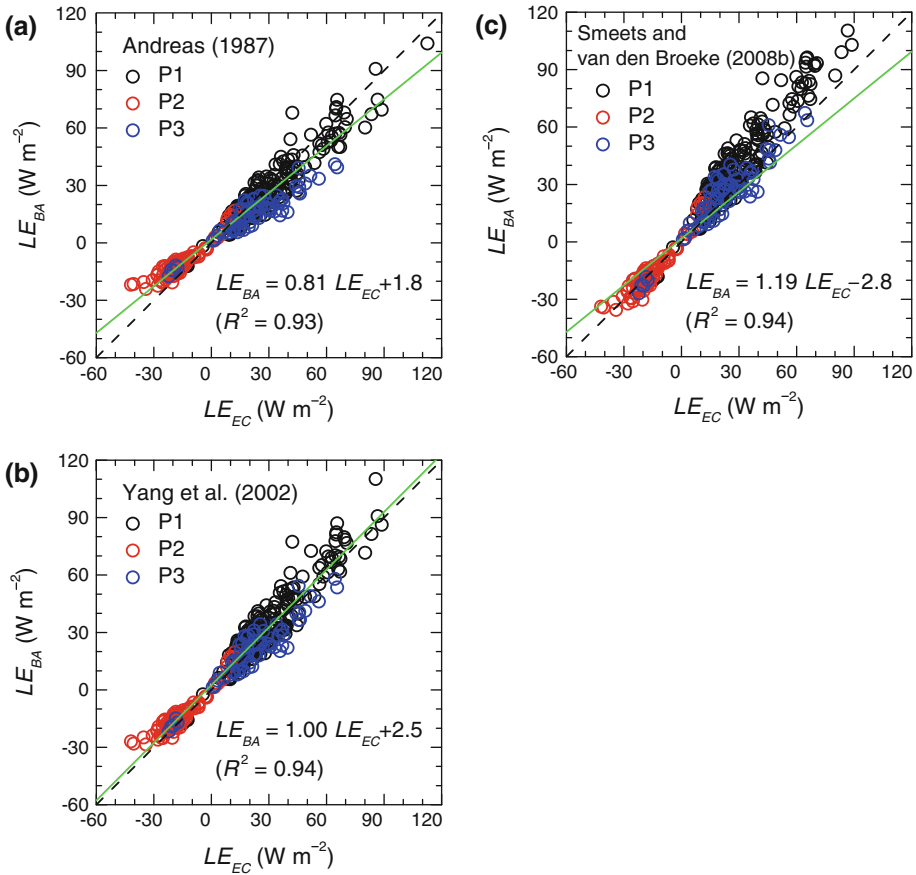 (a)
Andreas (1987)
P1
P2
P3
120
90
60
30
0
-30
-60
LE_BA (W m−2)
LE_BA = 0.81 LE_EC+1.8
(R2 = 0.93)
-60 -30 0 30 60 90 120
LE_EC (W m−2)
(c)
Smeets and
van den Broeke (2008b)
P1
P2
P3
120
90
60
30
0
-30
-60
LE_BA (W m−2)
LE_BA = 1.19 LE_EC−2.8
(R2 = 0.94)
-60 -30 0 30 60 90 120
LE_EC (W m−2)
(b)
Yang et al. (2002)
P1
P2
P3
120
90
60
30
0
-30
-60
LE_BA (W m−2)
LE_BA = 1.00 LE_EC+2.5
(R2 = 0.94)
-60 -30 0 30 60 90 120
LE_EC (W m−2)